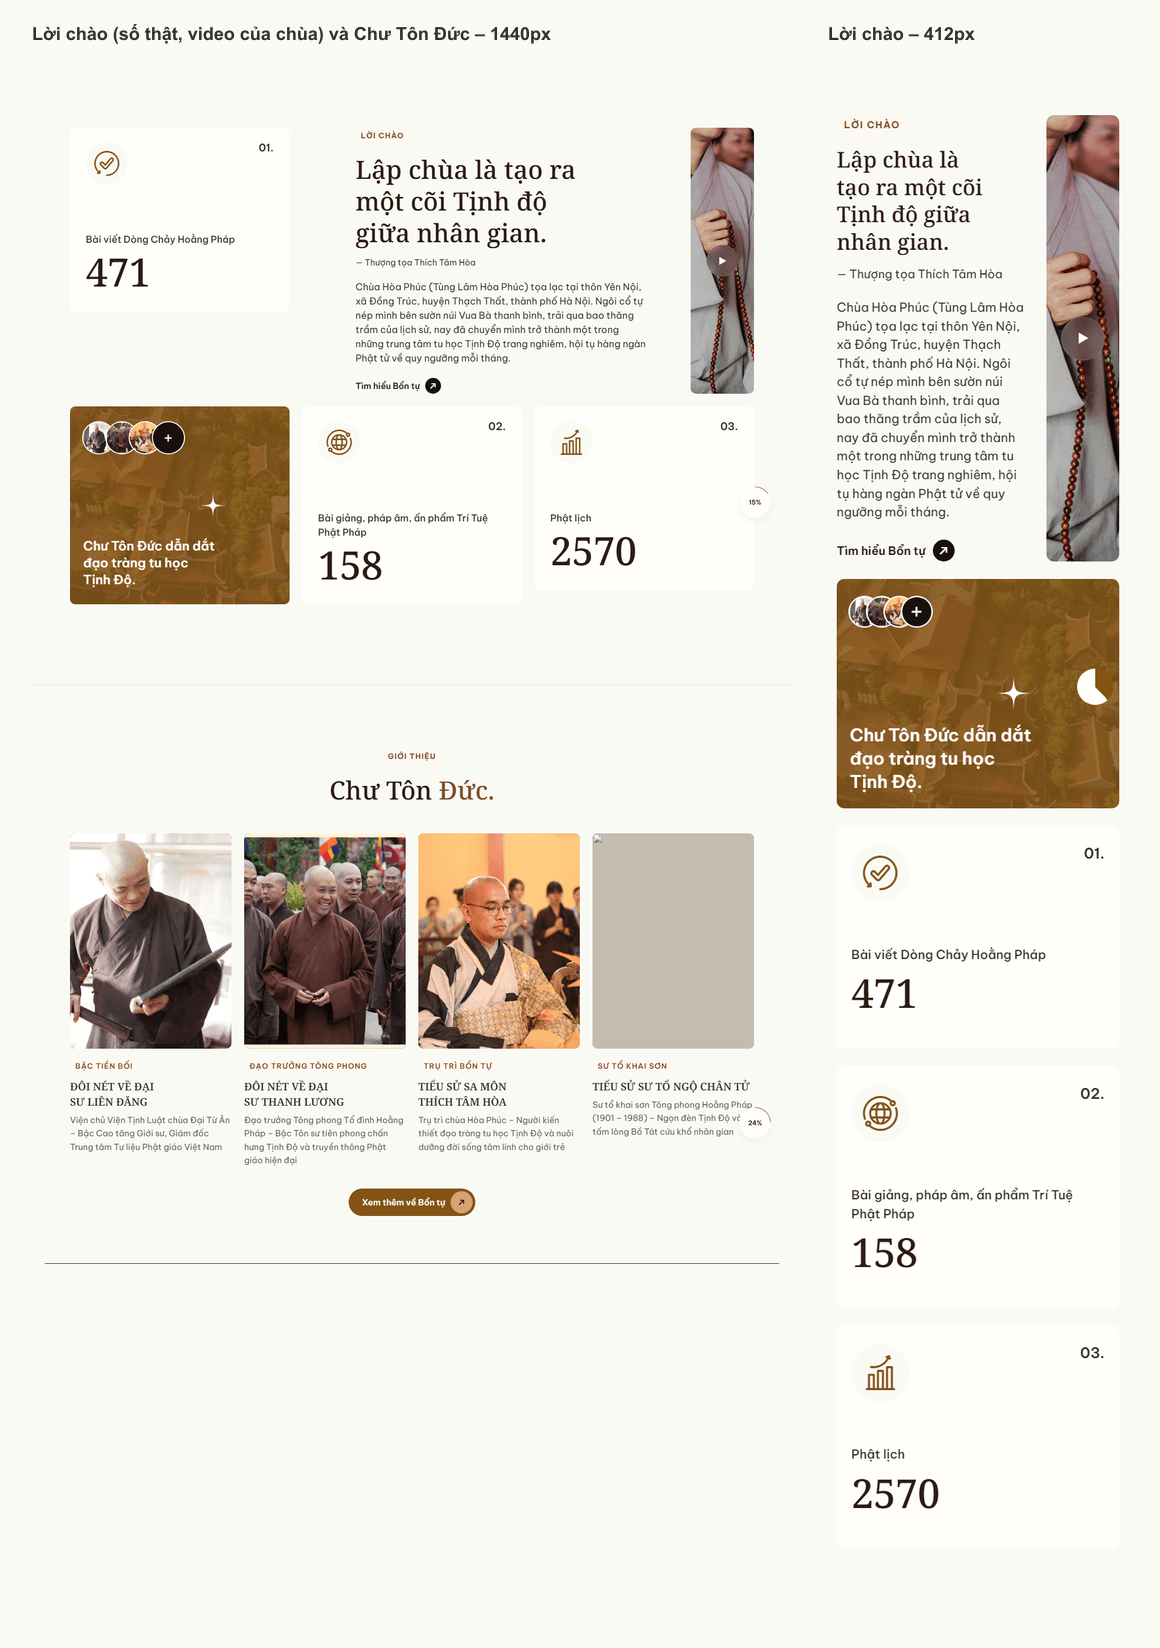 Lời chào (số thật, video của chùa) và Chư Tôn Đức – 1440px
01.
Bài viết Dòng Chảy Hoằng Pháp
471
LỜI CHÀO
Lập chùa là tạo ra
một cõi Tịnh độ
giữa nhân gian.
— Thượng tọa Thích Tâm Hòa
Chùa Hòa Phúc (Tùng Lâm Hòa Phúc) tọa lạc tại thôn Yên Nội,
xã Đồng Trúc, huyện Thạch Thất, thành phố Hà Nội. Ngôi cổ tự
nép mình bên sườn núi Vua Bà thanh bình, trải qua bao thăng
trầm của lịch sử, nay đã chuyển mình trở thành một trong
những trung tâm tu học Tịnh Độ trang nghiêm, hội tụ hàng ngàn
Phật tử về quy ngưỡng mỗi tháng.
Tìm hiểu Bổn tự
Chư Tôn Đức dẫn dắt
đạo tràng tu học
Tịnh Độ.
02.
Bài giảng, pháp âm, ấn phẩm Trí Tuệ
Phật Pháp
158
03.
Phật lịch
2570
15%
GIỚI THIỆU
Chư Tôn Đức.
BẬC TIỀN BỐI
ĐÔI NÉT VỀ ĐẠI
SƯ LIÊN ĐĂNG
Viện chủ Viện Tịnh Luật chùa Đại Từ Ân
– Bậc Cao tăng Giới sư, Giám đốc
Trung tâm Tư liệu Phật giáo Việt Nam
ĐẠO TRƯỞNG TÔNG PHONG
ĐÔI NÉT VỀ ĐẠI
SƯ THANH LƯƠNG
Đạo trưởng Tông phong Tổ đình Hoằng
Pháp – Bậc Tôn sư tiên phong chấn
hưng Tịnh Độ và truyền thông Phật
giáo hiện đại
TRỤ TRÌ BỔN TỰ
TIỂU SỬ SA MÔN
THÍCH TÂM HÒA
Trụ trì chùa Hòa Phúc – Người kiến
thiết đạo tràng tu học Tịnh Độ và nuôi
dưỡng đời sống tâm linh cho giới trẻ
SƯ TỔ KHAI SƠN
TIỂU SỬ SƯ TỔ NGỘ CHÂN TỬ
Sư tổ khai sơn Tông phong Hoằng Pháp
(1901 – 1988) – Ngọn đèn Tịnh Độ và
tấm lòng Bồ Tát cứu khổ nhân gian
24%
Xem thêm về Bổn tự
Lời chào – 412px
LỜI CHÀO
Lập chùa là
tạo ra một cõi
Tịnh độ giữa
nhân gian.
— Thượng tọa Thích Tâm Hòa
Chùa Hòa Phúc (Tùng Lâm Hòa
Phúc) tọa lạc tại thôn Yên Nội,
xã Đồng Trúc, huyện Thạch
Thất, thành phố Hà Nội. Ngôi
cổ tự nép mình bên sườn núi
Vua Bà thanh bình, trải qua
bao thăng trầm của lịch sử,
nay đã chuyển mình trở thành
một trong những trung tâm tu
học Tịnh Độ trang nghiêm, hội
tụ hàng ngàn Phật tử về quy
ngưỡng mỗi tháng.
Tìm hiểu Bổn tự
Chư Tôn Đức dẫn dắt
đạo tràng tu học
Tịnh Độ.
01.
Bài viết Dòng Chảy Hoằng Pháp
471
02.
Bài giảng, pháp âm, ấn phẩm Trí Tuệ
Phật Pháp
158
03.
Phật lịch
2570